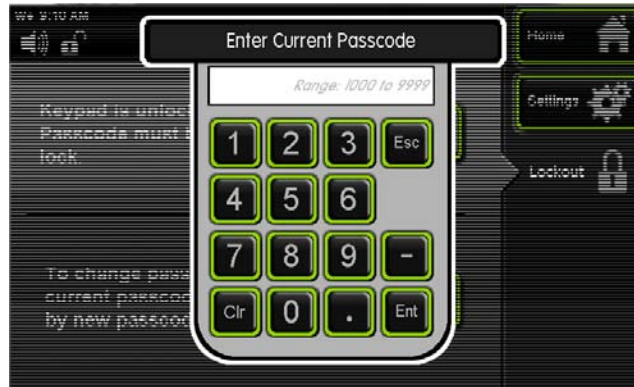 We 9:10 AM
Enter Current Passcode
Home
Range: 1000 to 9999
Settings
Keypad is unloc
Passcode must
look.
1 2 3 Esc
Lockout
4 5 6
7 8 9 -
To change pass
current passcod
by new passcod
Clr 0 . Ent